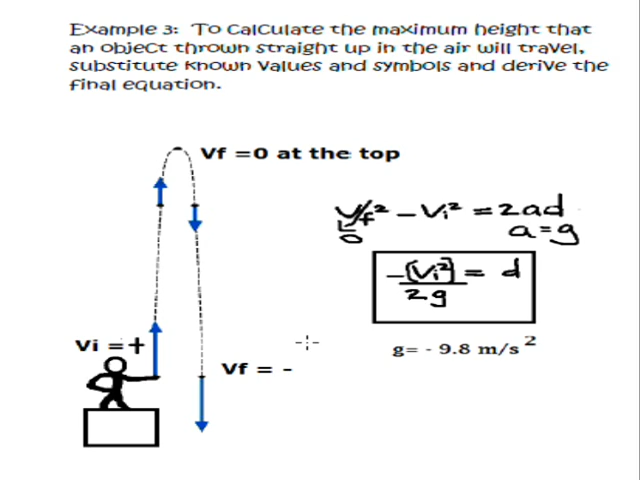 Example 3: To Calculate the maximum height that
an object thrown straight up in the air will travel,
substitute known values and symbols and derive the
final equation.
Vf =0 at the top
Vf² - Vi² = 2ad
0
a = g
-(Vi²) = d
2g
Vi = +
g= - 9.8 m/s²
Vf = -